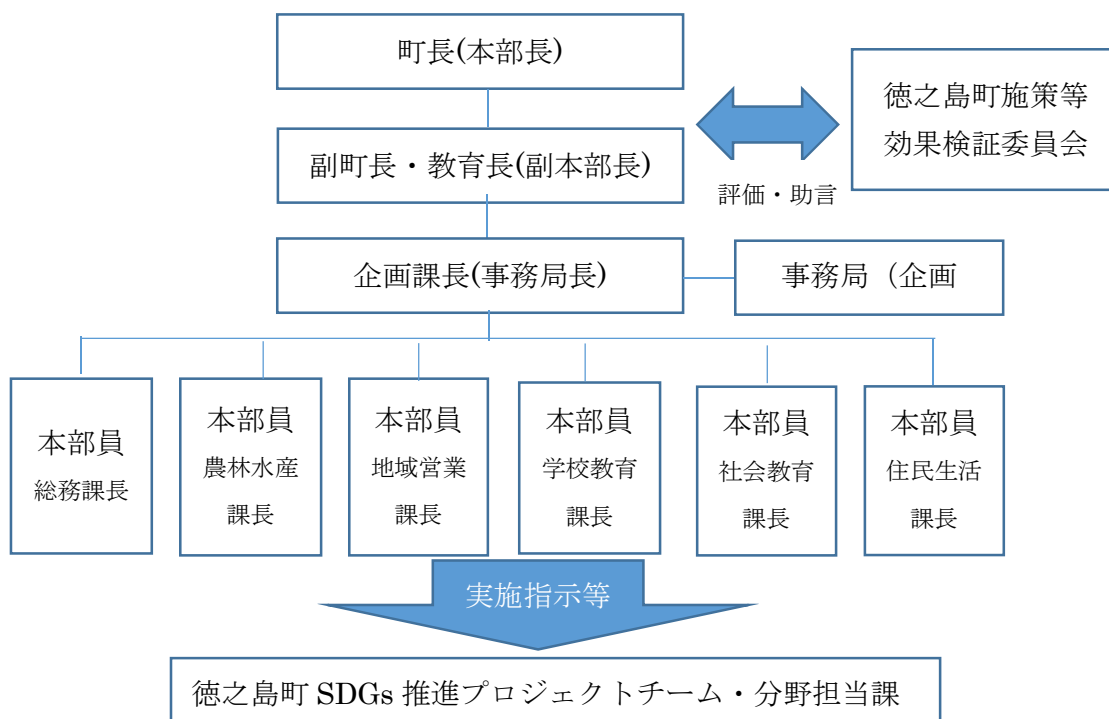 町長(本部長)
徳之島町施策等
効果検証委員会
副町長・教育長(副本部長)
評価・助言
企画課長(事務局長)
事務局（企画
本部員
総務課長
本部員
農林水産
課長
本部員
地域営業
課長
本部員
学校教育
課長
本部員
社会教育
課長
本部員
住民生活
課長
実施指示等
徳之島町 SDGs 推進プロジェクトチーム・分野担当課